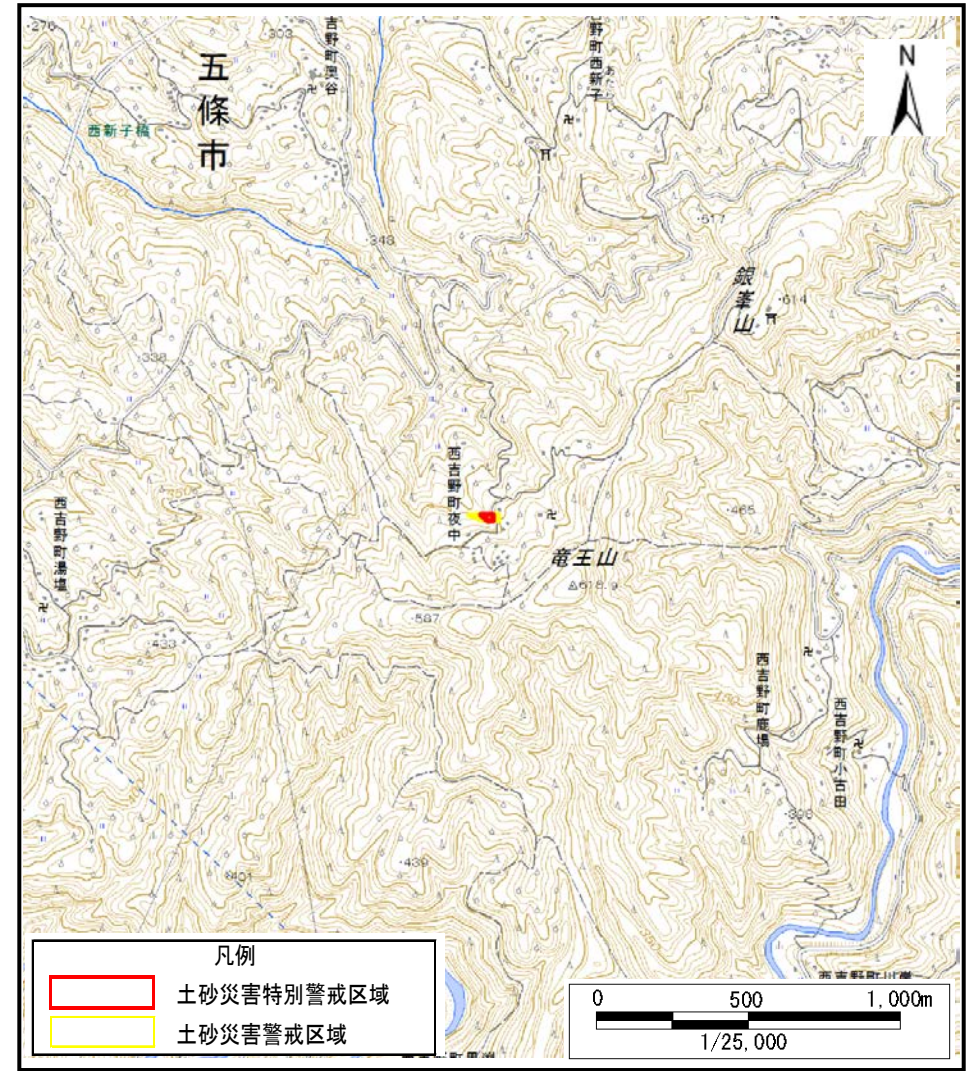 ・276
・303
吉野町奥谷
野町西新子
N
五條市
西新子橋
・348
・517
銀峯山
・614
・338
西吉野町夜中
・465
西吉野町湯塩
竜王山
△618.9
・587
・433
西吉野町鹿場
西吉野町小古田
・398
・439
・401
凡例
土砂災害特別警戒区域
土砂災害警戒区域
0 500 1,000m
1/25,000